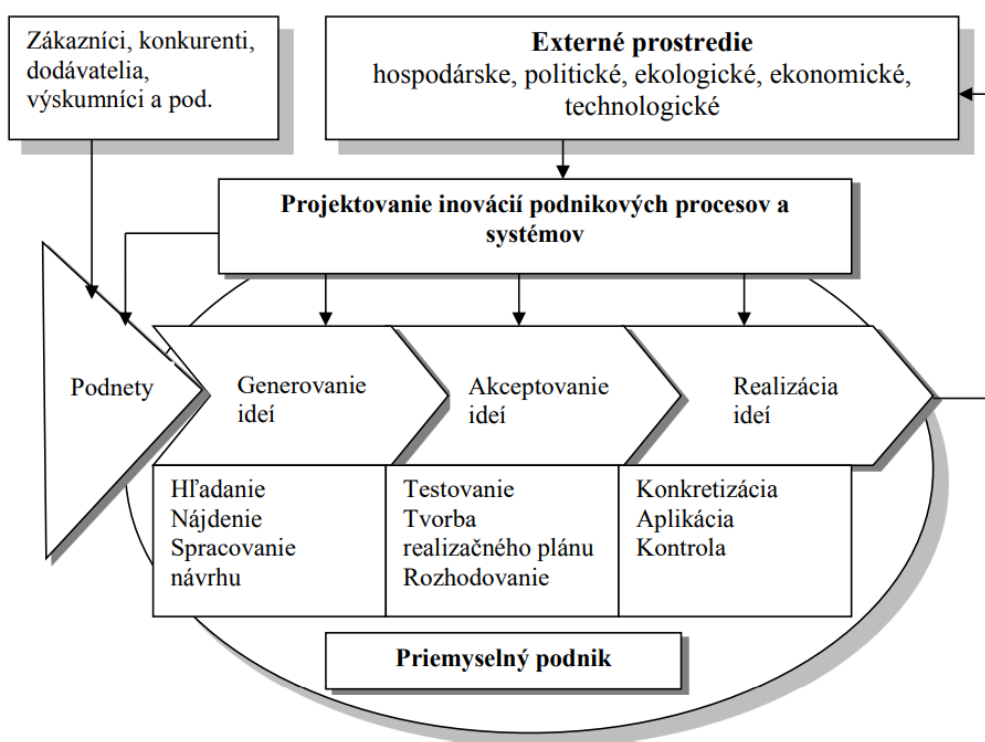 Zákazníci, konkurenti,
dodávatelia,
výskumníci a pod.
Externé prostredie
hospodárske, politické, ekologické, ekonomické,
technologické
Projektovanie inovácií podnikových procesov a
systémov
Podnety
Generovanie
ideí
Akceptovanie
ideí
Realizácia
ideí
Hľadanie
Nájdenie
Spracovanie
návrhu
Testovanie
Tvorba
realizačného plánu
Rozhodovanie
Konkretizácia
Aplikácia
Kontrola
Priemyselný podnik